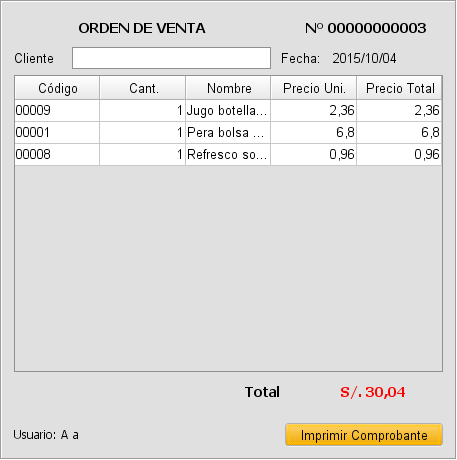 ORDEN DE VENTA Nº 00000000003
Cliente Fecha: 2015/10/04
Código Cant. Nombre Precio Uni. Precio Total
00009 1 Jugo botella... 2,36 2,36
00001 1 Pera bolsa ... 6,8 6,8
00008 1 Refresco so... 0,96 0,96
Total S/. 30,04
Usuario: A a Imprimir Comprobante